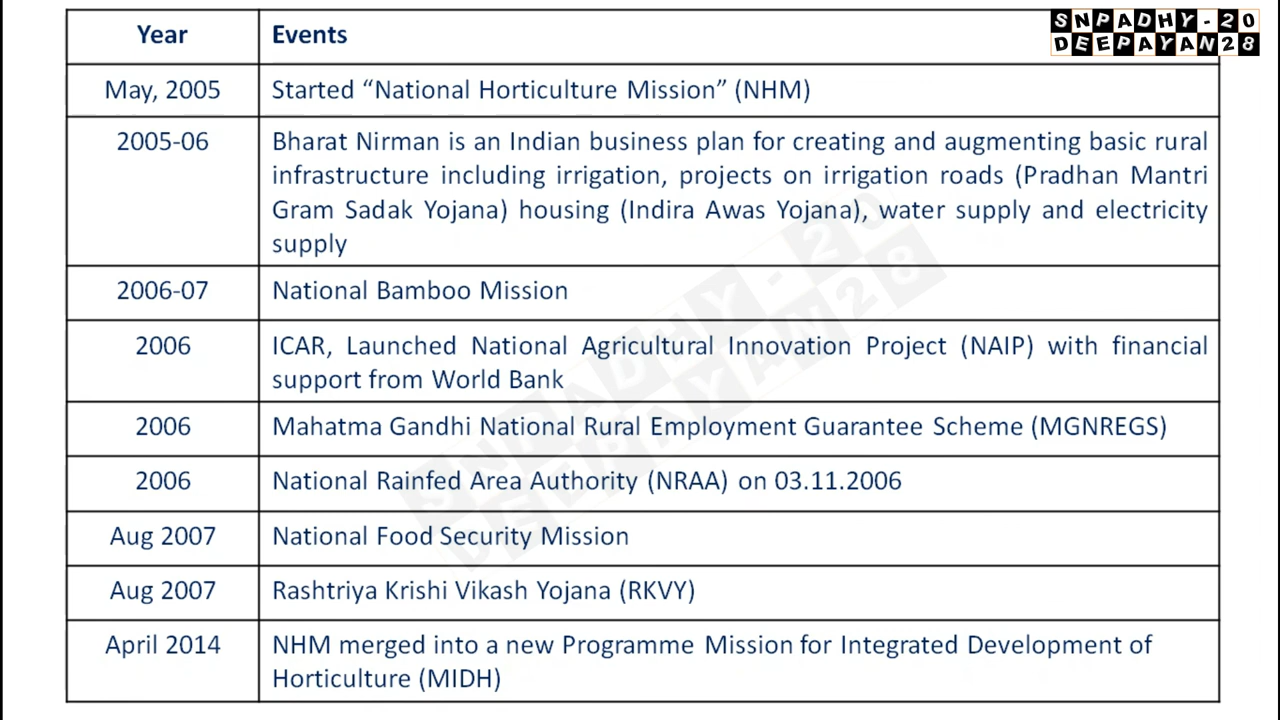 SNPADHY-20
DEEPAYAN28
Year Events
May, 2005 Started “National Horticulture Mission” (NHM)
2005-06 Bharat Nirman is an Indian business plan for creating and augmenting basic rural
infrastructure including irrigation, projects on irrigation roads (Pradhan Mantri
Gram Sadak Yojana) housing (Indira Awas Yojana), water supply and electricity
supply
2006-07 National Bamboo Mission
2006 ICAR, Launched National Agricultural Innovation Project (NAIP) with financial
support from World Bank
2006 Mahatma Gandhi National Rural Employment Guarantee Scheme (MGNREGS)
2006 National Rainfed Area Authority (NRAA) on 03.11.2006
Aug 2007 National Food Security Mission
Aug 2007 Rashtriya Krishi Vikash Yojana (RKVY)
April 2014 NHM merged into a new Programme Mission for Integrated Development of
Horticulture (MIDH)
SNPADHY-20
DEEPAYAN28